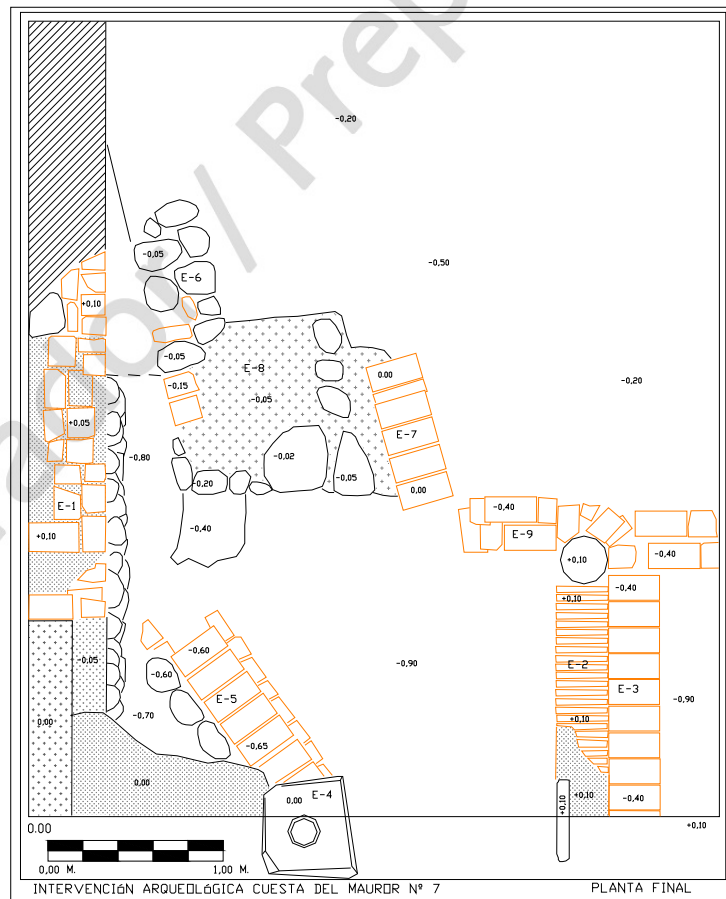 ador / Prep
-0,20
-0,50
-0,05
E-6
+0,10
-0,05
E-8
-0,15
-0,05
0.00
-0,20
+0,05
E-7
-0,80
-0,02
-0,05
-0,20
0.00
E-1
-0,40
-0,40
E-9
+0,10
-0,40
+0,10
-0,40
+0,10
-0,60
-0,05
-0,60
-0,90
E-2
E-5
E-3
-0,70
0,00
+0,10
-0,90
-0,65
0,00
0,00
E-4
+0,10
+0,10
-0,40
0.00
+0,10
0,00 M.
1,00 M.
INTERVENCIóN ARQUEOLóGICA CUESTA DEL MAUROR Nº 7
PLANTA FINAL